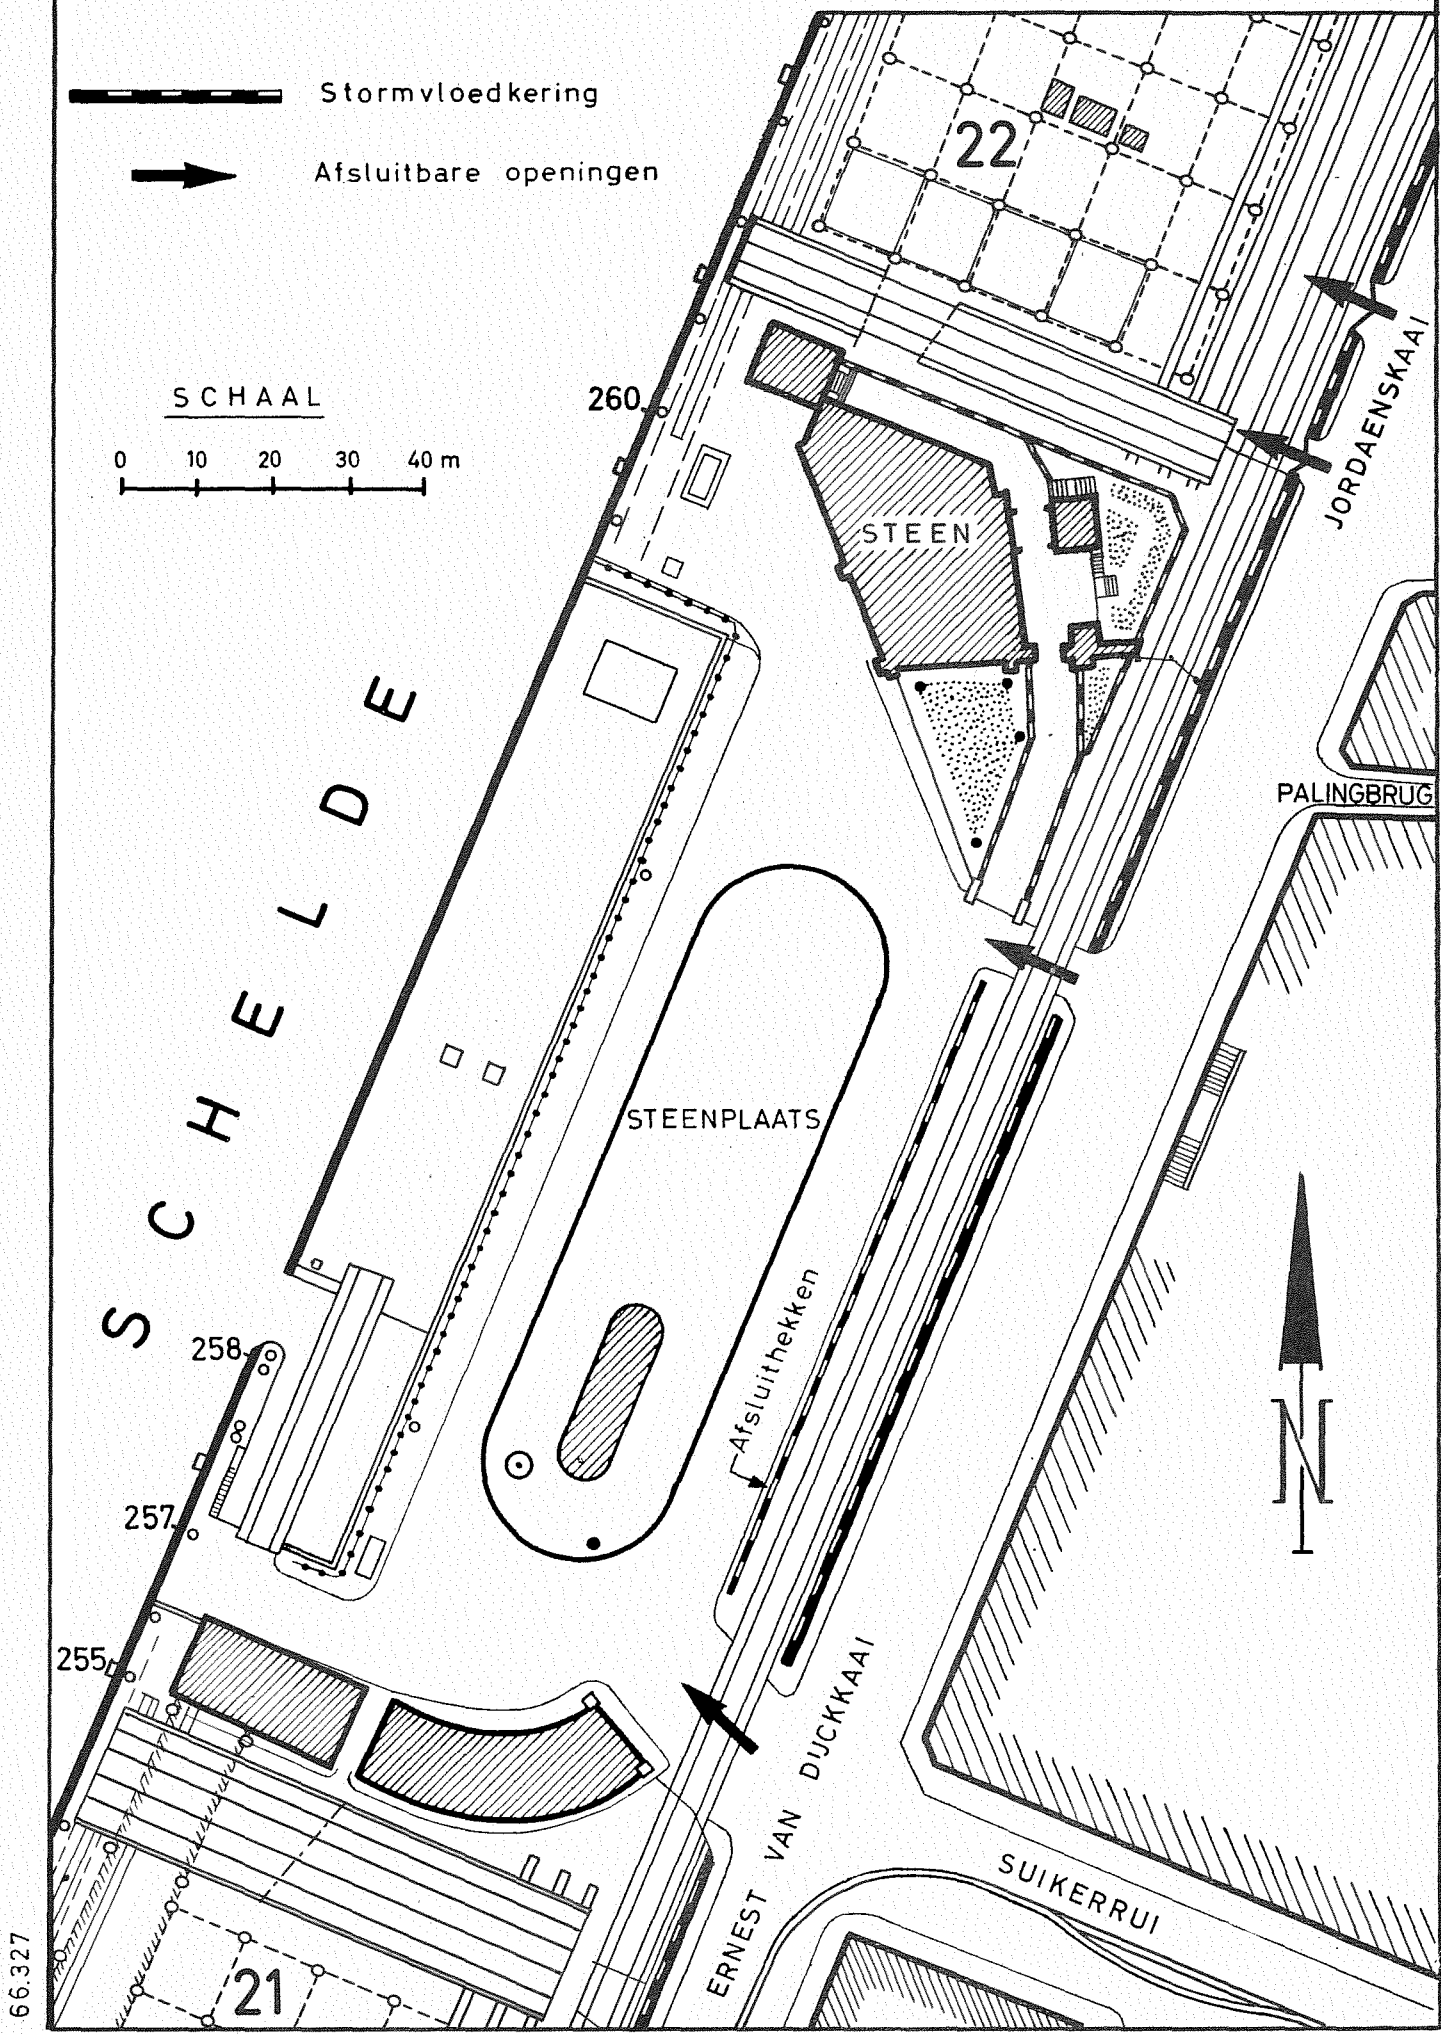 Stormvloedkering
Afsluitbare openingen
22
SCHAAL
0 10 20 30 40 m
260
JORDAENSKAAI
STEEN
SCHELDE
PALINGBRUG
STEENPLAATS
Afsluithekken
258
257
N
255
ERNEST VAN DIJCKKAAI
SUIKERRUI
21
66.327